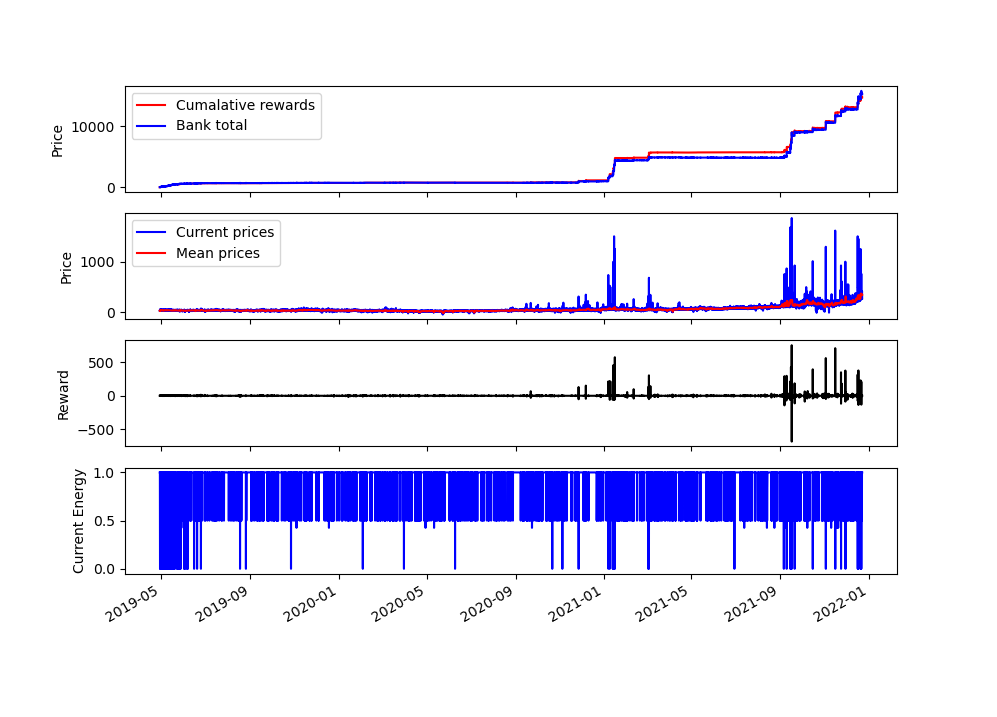 Cumalative rewards
Bank total
Price
10000
0
Current prices
Mean prices
Price
1000
0
Reward
500
0
−500
Current Energy
1.0
0.5
0.0
2019-05
2019-09
2020-01
2020-05
2020-09
2021-01
2021-05
2021-09
2022-01